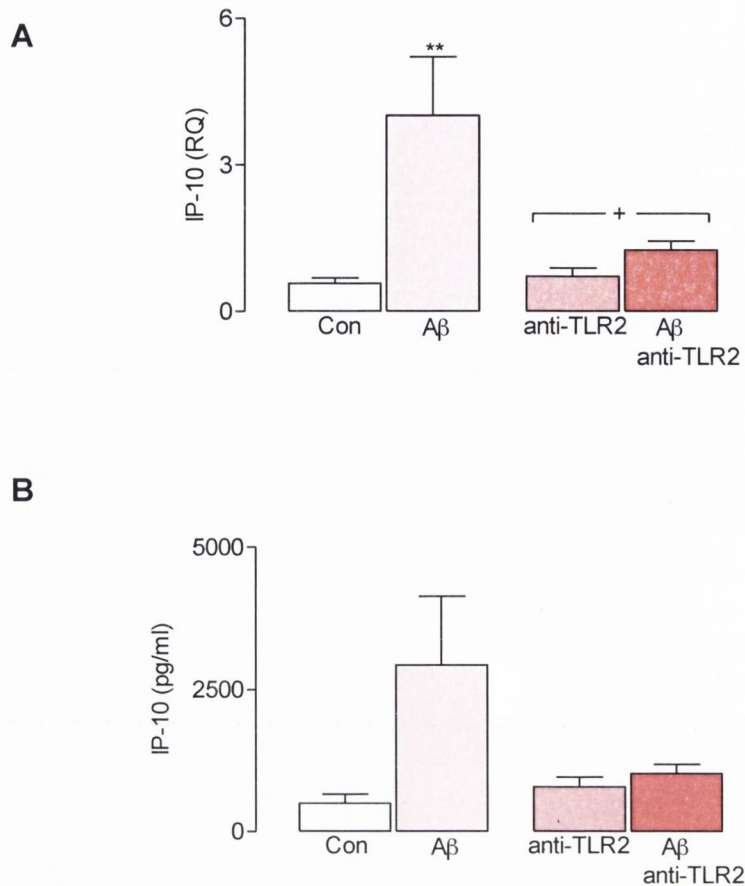 A
6
**
IP-10 (RQ)
3
+
0
Con
Aβ
anti-TLR2
Aβ
anti-TLR2
B
5000
IP-10 (pg/ml)
2500
0
Con
Aβ
anti-TLR2
Aβ
anti-TLR2